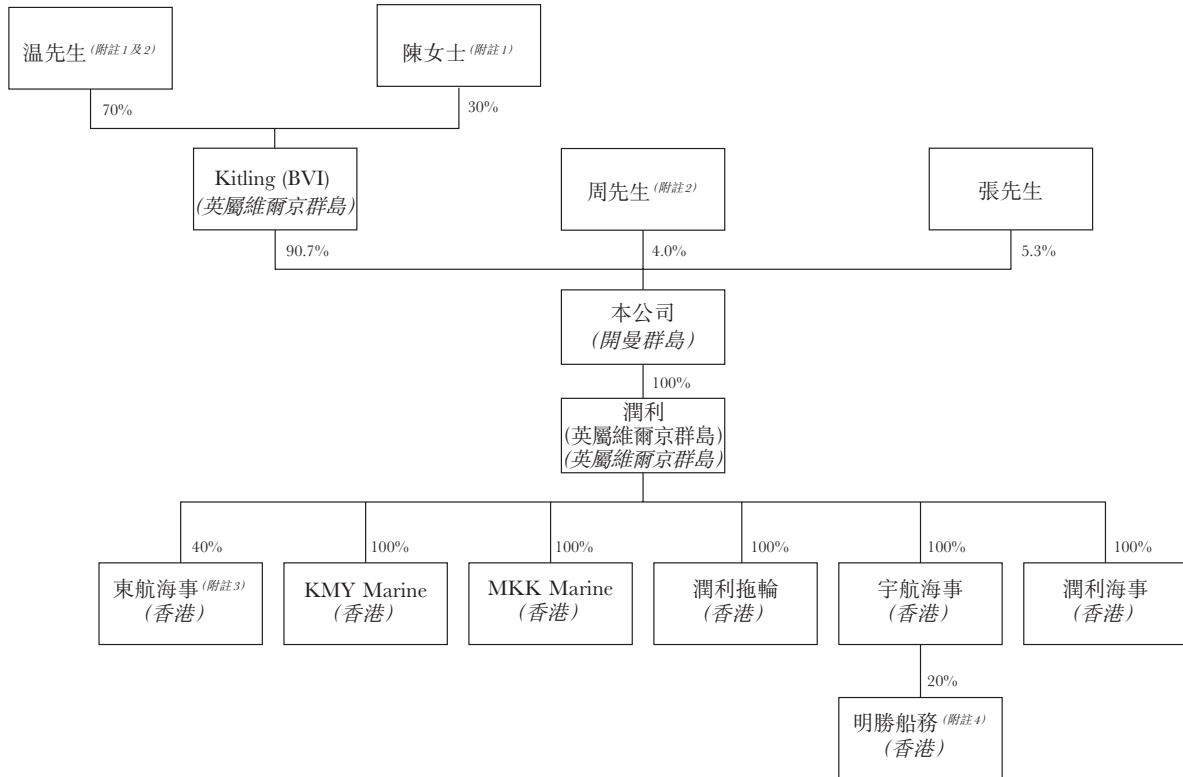 温先生(附註1及2)
陳女士(附註1)
70%
30%
Kitling (BVI)
(英屬維爾京群島)
周先生(附註2)
張先生
90.7%
4.0%
5.3%
本公司
(開曼群島)
100%
潤利
(英屬維爾京群島)
(英屬維爾京群島)
40%
100%
100%
100%
100%
100%
東航海事(附註3)
(香港)
KMY Marine
(香港)
MKK Marine
(香港)
潤利拖輪
(香港)
宇航海事
(香港)
潤利海事
(香港)
20%
明勝船務(附註4)
(香港)